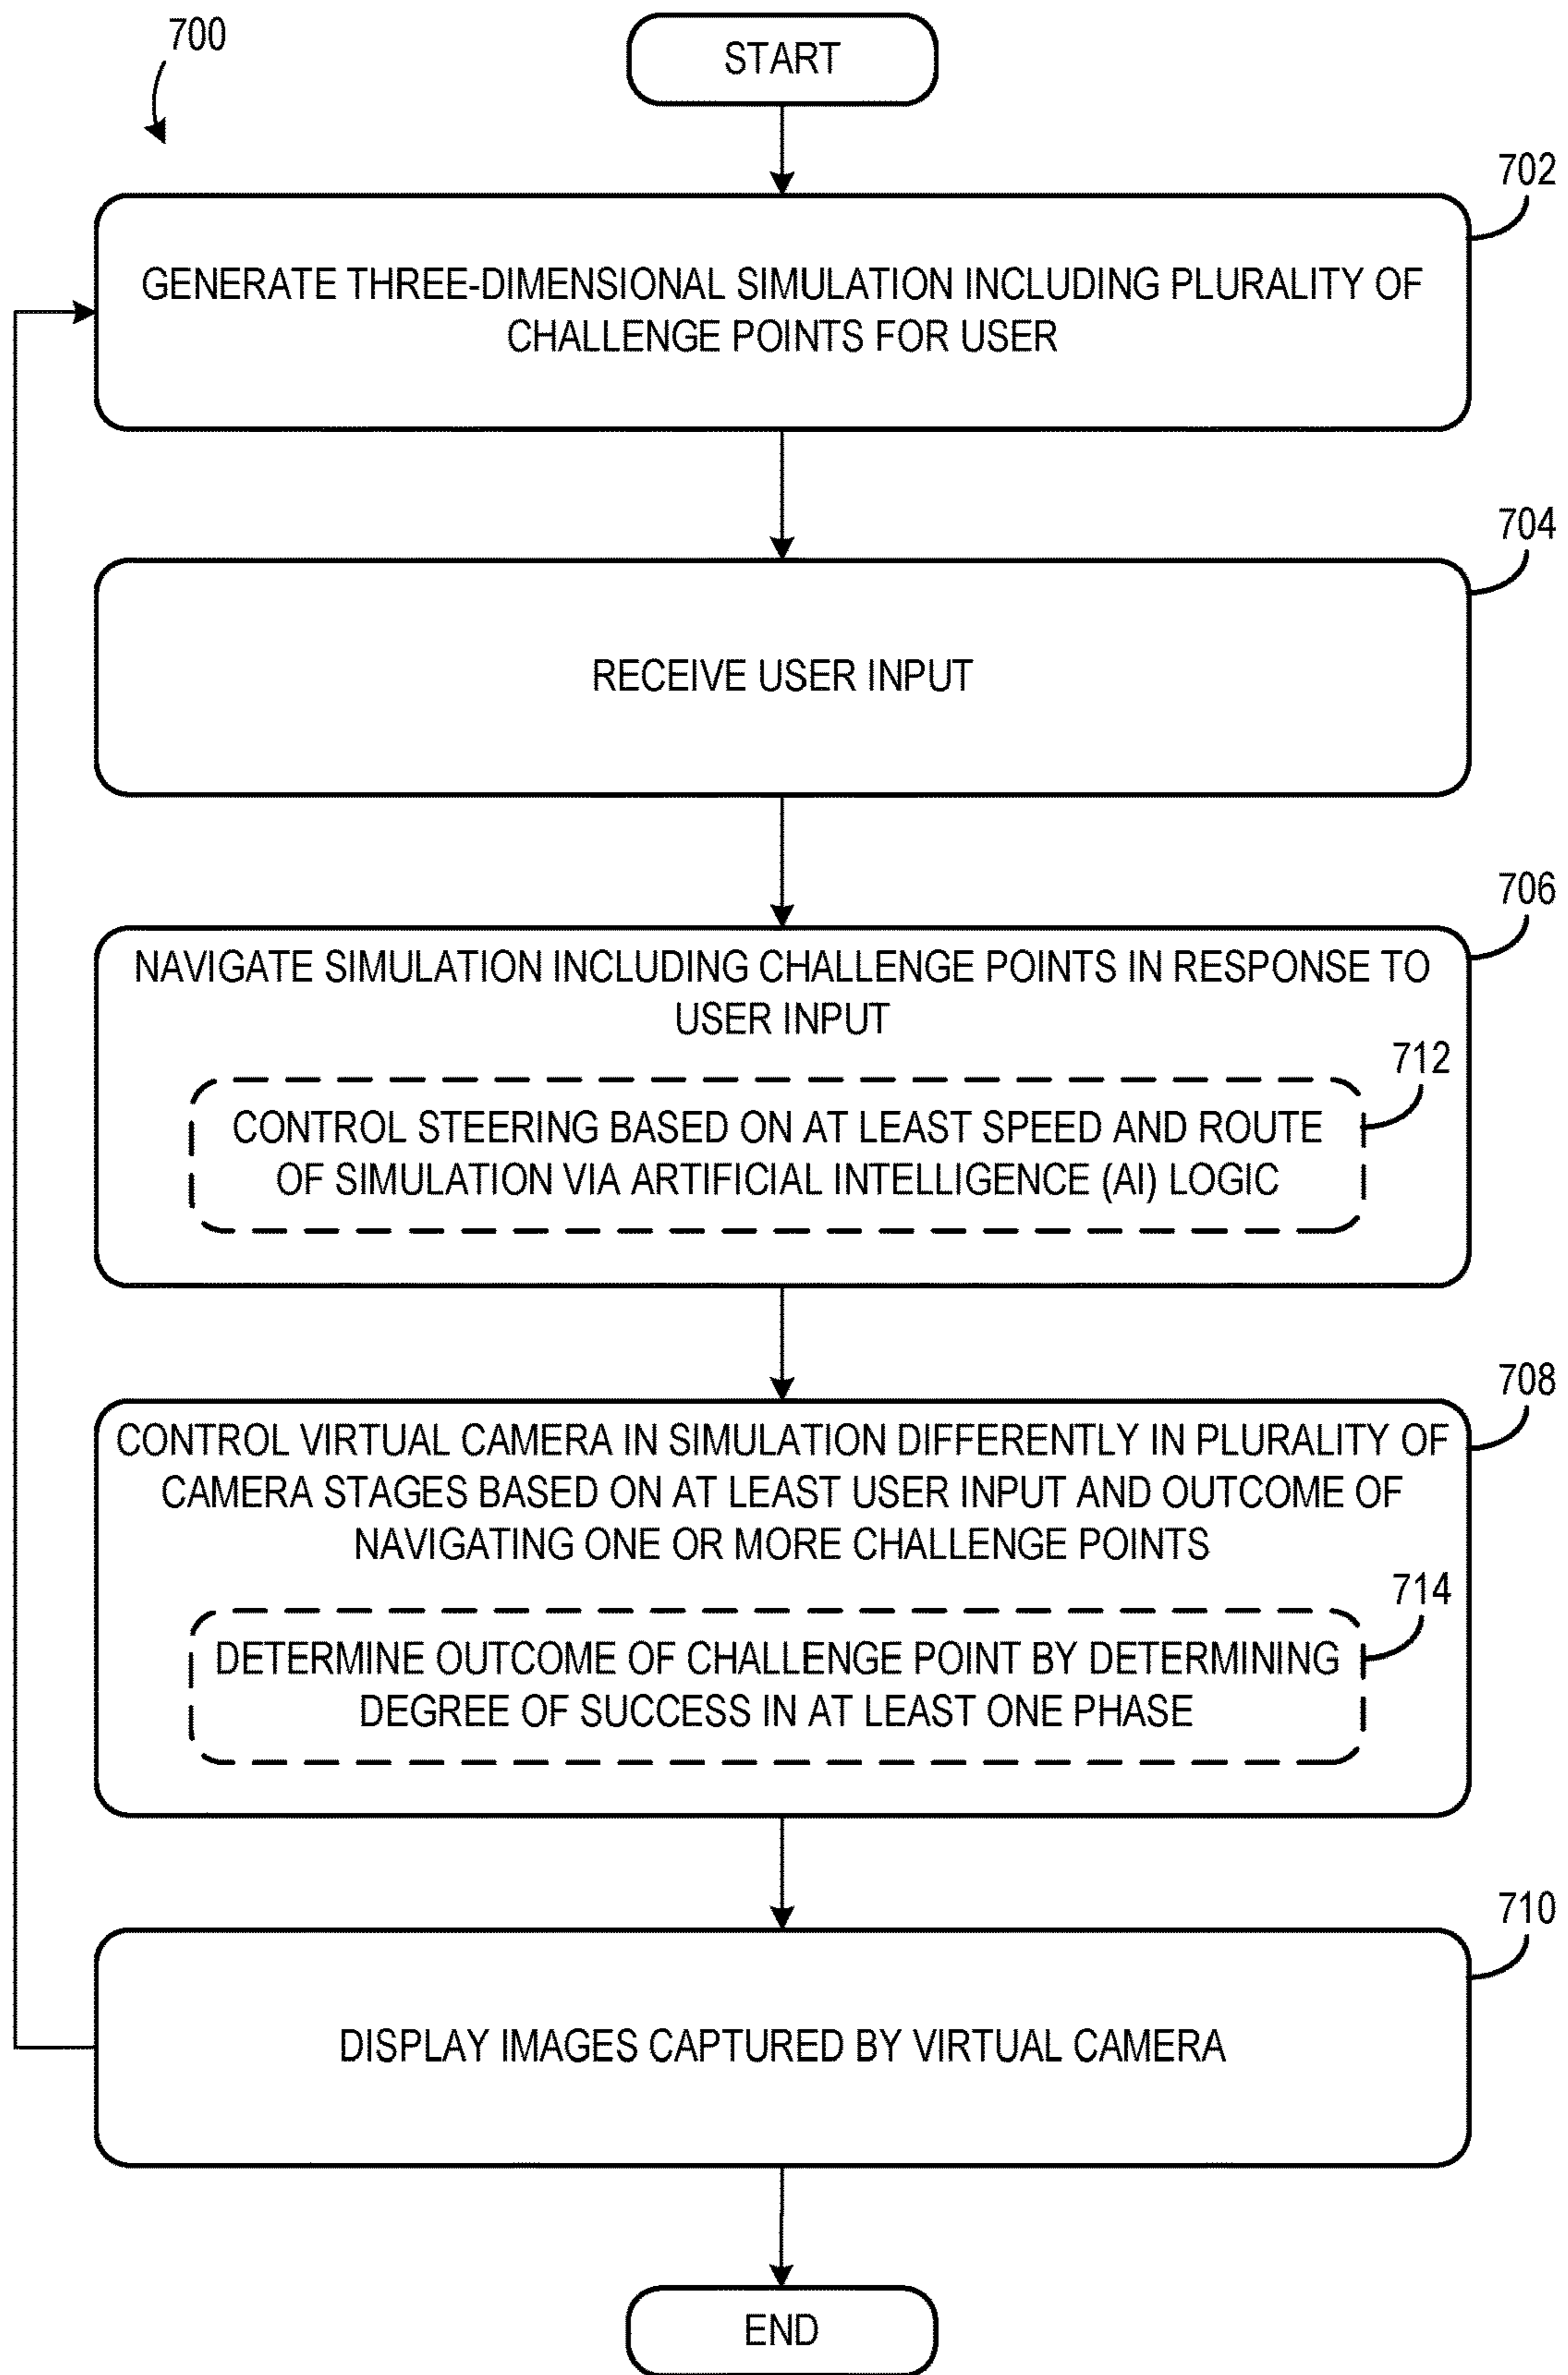 700
START
702
GENERATE THREE-DIMENSIONAL SIMULATION INCLUDING PLURALITY OF
CHALLENGE POINTS FOR USER
704
RECEIVE USER INPUT
706
NAVIGATE SIMULATION INCLUDING CHALLENGE POINTS IN RESPONSE TO
USER INPUT
712
CONTROL STEERING BASED ON AT LEAST SPEED AND ROUTE
OF SIMULATION VIA ARTIFICIAL INTELLIGENCE (AI) LOGIC
708
CONTROL VIRTUAL CAMERA IN SIMULATION DIFFERENTLY IN PLURALITY OF
CAMERA STAGES BASED ON AT LEAST USER INPUT AND OUTCOME OF
NAVIGATING ONE OR MORE CHALLENGE POINTS
714
DETERMINE OUTCOME OF CHALLENGE POINT BY DETERMINING
DEGREE OF SUCCESS IN AT LEAST ONE PHASE
710
DISPLAY IMAGES CAPTURED BY VIRTUAL CAMERA
END